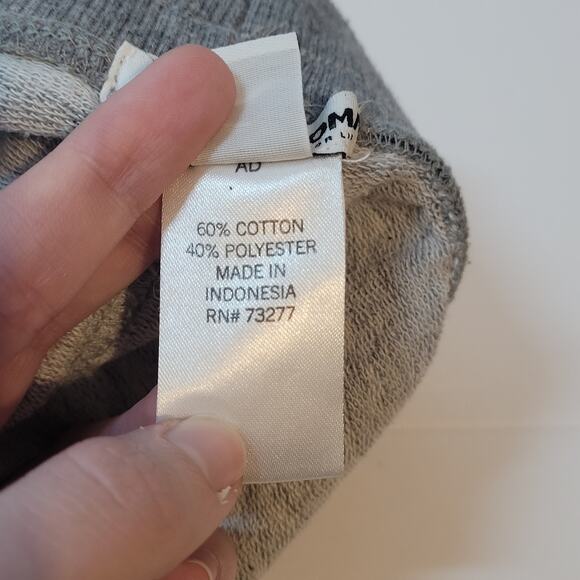 AD
60% COTTON
40% POLYESTER
MADE IN
INDONESIA
RN# 73277